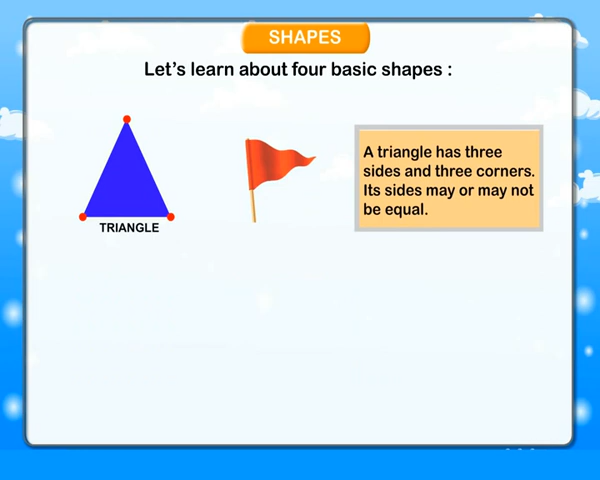 SHAPES
Let's learn about four basic shapes :
TRIANGLE
A triangle has three
sides and three corners.
Its sides may or may not
be equal.